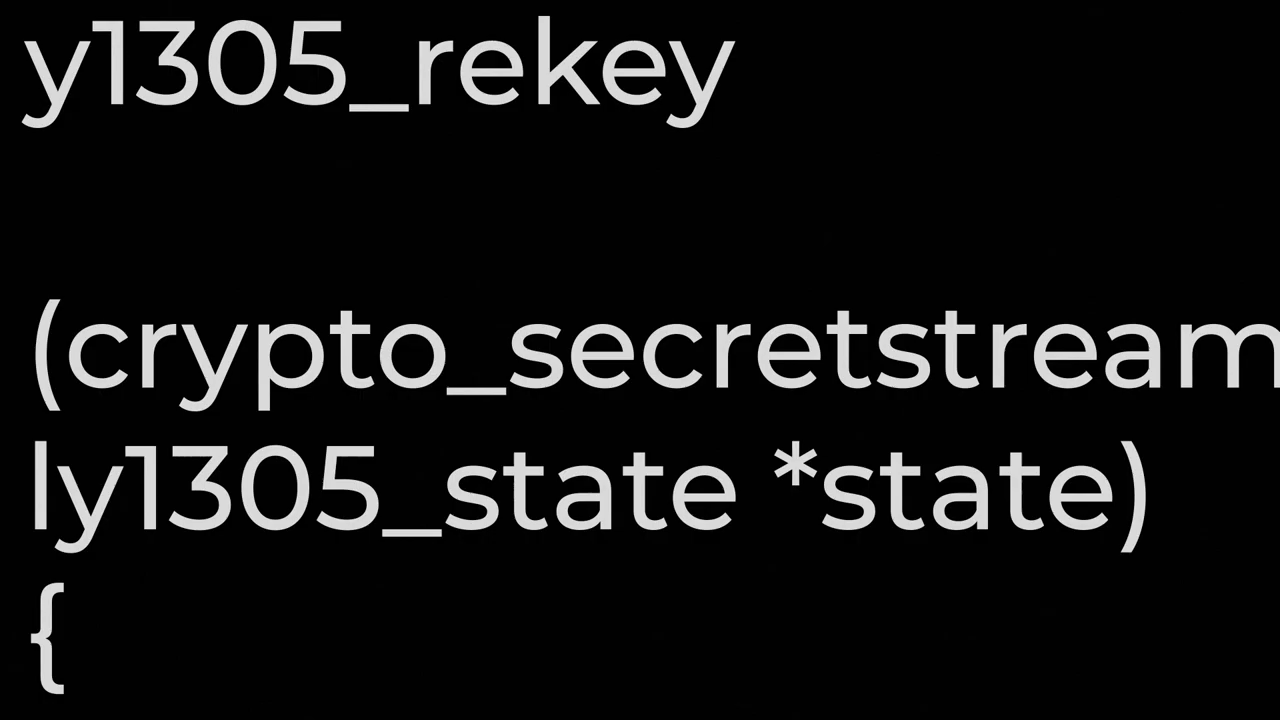 y1305_rekey
(crypto_secretstream
ly1305_state *state)
{